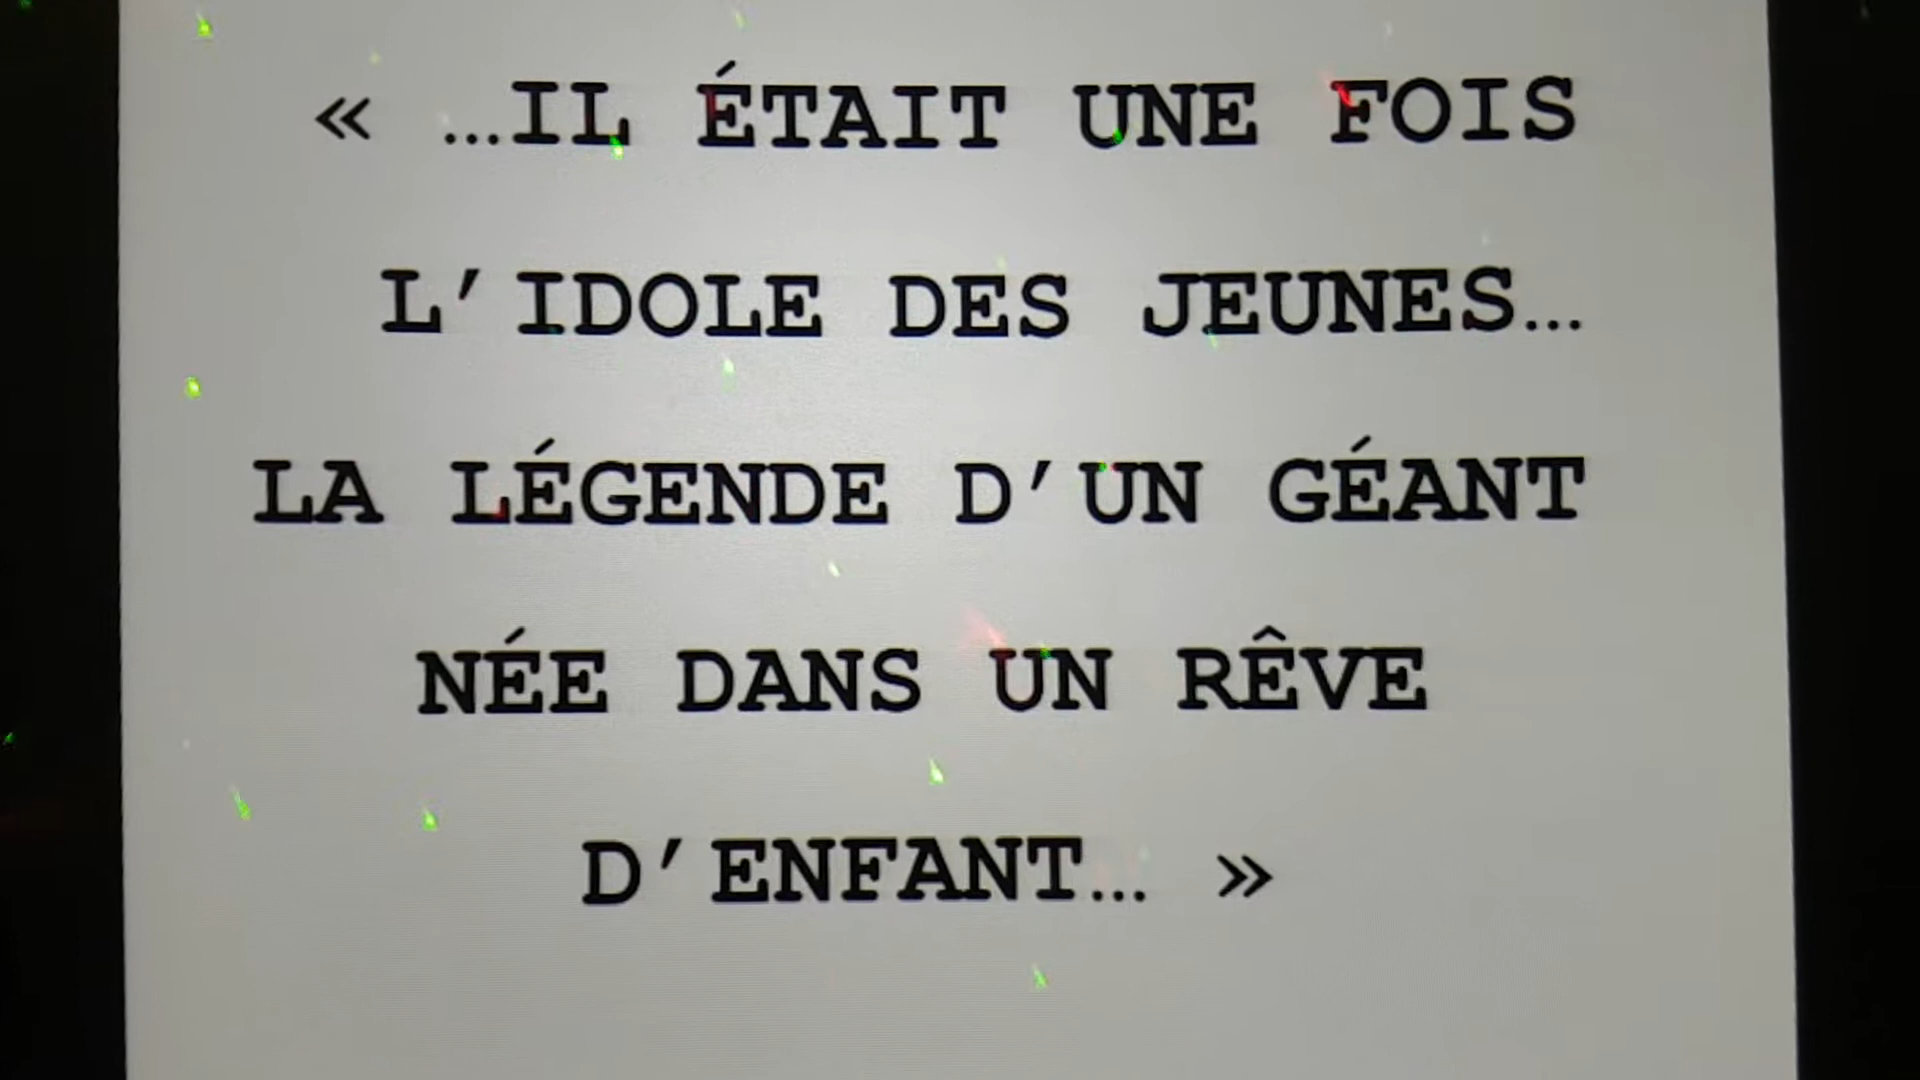 « …IL ÉTAIT UNE FOIS
L'IDOLE DES JEUNES…
LA LÉGENDE D'UN GÉANT
NÉE DANS UN RÊVE
D'ENFANT… »